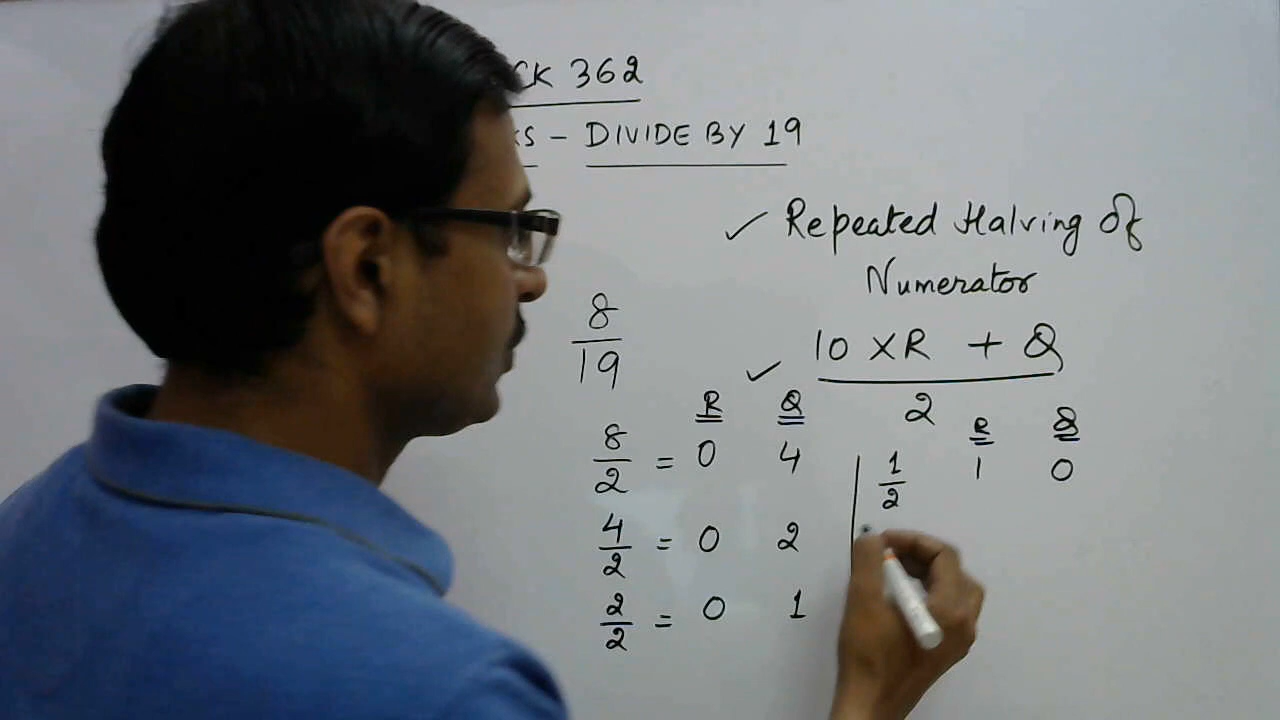 CK 362
KS - DIVIDE BY 19
✓ Repeated Halving Of
Numerator
8
19
✓ 10 X R + Q
2
R Q
8
2 = 0 4
4
2 = 0 2
2
2 = 0 1
R Q
1
2 1 0